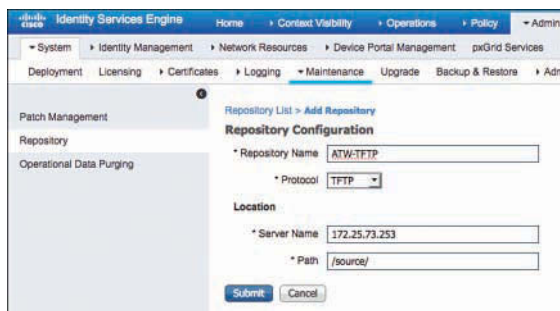 cisco Identity Services Engine Home Context Visibility Operations Policy Admin
System Identity Management Network Resources Device Portal Management pxGrid Services
Deployment Licensing Certificates Logging Maintenance Upgrade Backup & Restore Adm
Patch Management
Repository
Operational Data Purging
Repository List > Add Repository
Repository Configuration
* Repository Name ATW-TFTP
* Protocol TFTP
Location
* Server Name 172.25.73.253
* Path /source/
Submit Cancel